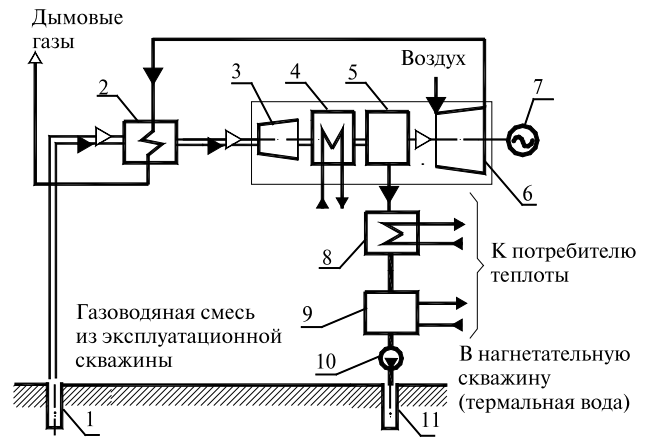 Дымовые
газы
Воздух
2
3
4
5
7
6
8
К потребителю
теплоты
Газоводяная смесь
из эксплуатационной
скважины
9
10
В нагнетательную
скважину
(термальная вода)
1
11